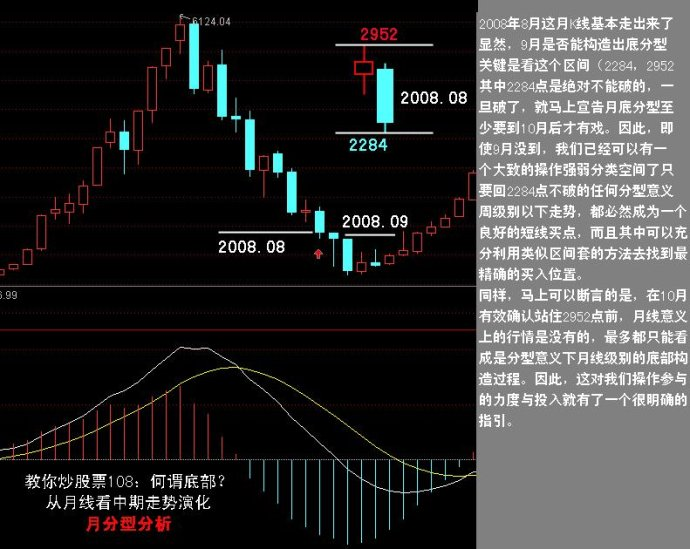 6124.04
2952
2008.08
2284
2008.08
2008.09
6.99
教你炒股票108：何谓底部？
从月线看中期走势演化
月分型分析
2008年8月这月K线基本走出来了
显然，9月是否能构造出底分型
关键是看这个区间（2284，2952
其中2284点是绝对不能破的，一
旦破了，就马上宣告月底分型至
少要到10月后才有戏。因此，即
使9月没到，我们已经可以有一
个大致的操作强弱分类空间了只
要回2284点不破的任何分型意义
周级别以下走势，都必然成为一个
良好的短线买点，而且其中可以充
分利用类似区间套的方法去找到最
精确的买入位置。
同样，马上可以断言的是，在10月
有效确认站住2952点前，月线意义
上的行情是没有的，最多都只能看
成是分型意义下月线级别的底部构
造过程。因此，这对我们操作参与
的力度与投入就有了一个很明确的
指引。